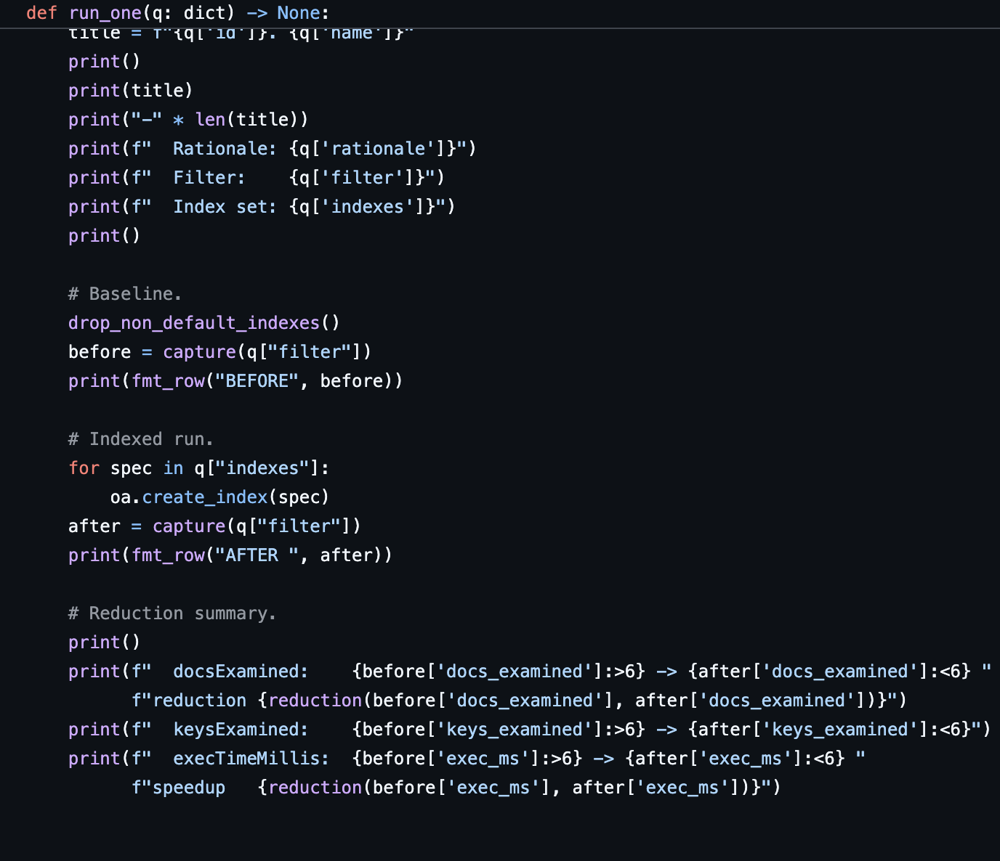 def run_one(q: dict) -> None:
    title = f"{q['id']}. {q['name']}"
    print()
    print(title)
    print("-" * len(title))
    print(f"  Rationale: {q['rationale']}")
    print(f"  Filter:    {q['filter']}")
    print(f"  Index set: {q['indexes']}")
    print()

    # Baseline.
    drop_non_default_indexes()
    before = capture(q["filter"])
    print(fmt_row("BEFORE", before))

    # Indexed run.
    for spec in q["indexes"]:
        oa.create_index(spec)
    after = capture(q["filter"])
    print(fmt_row("AFTER ", after))

    # Reduction summary.
    print()
    print(f"  docsExamined:    {before['docs_examined']:>6} -> {after['docs_examined']:<6} "
          f"reduction {reduction(before['docs_examined'], after['docs_examined'])}")
    print(f"  keysExamined:    {before['keys_examined']:>6} -> {after['keys_examined']:<6}")
    print(f"  execTimeMillis:  {before['exec_ms']:>6} -> {after['exec_ms']:<6} "
          f"speedup   {reduction(before['exec_ms'], after['exec_ms'])}")